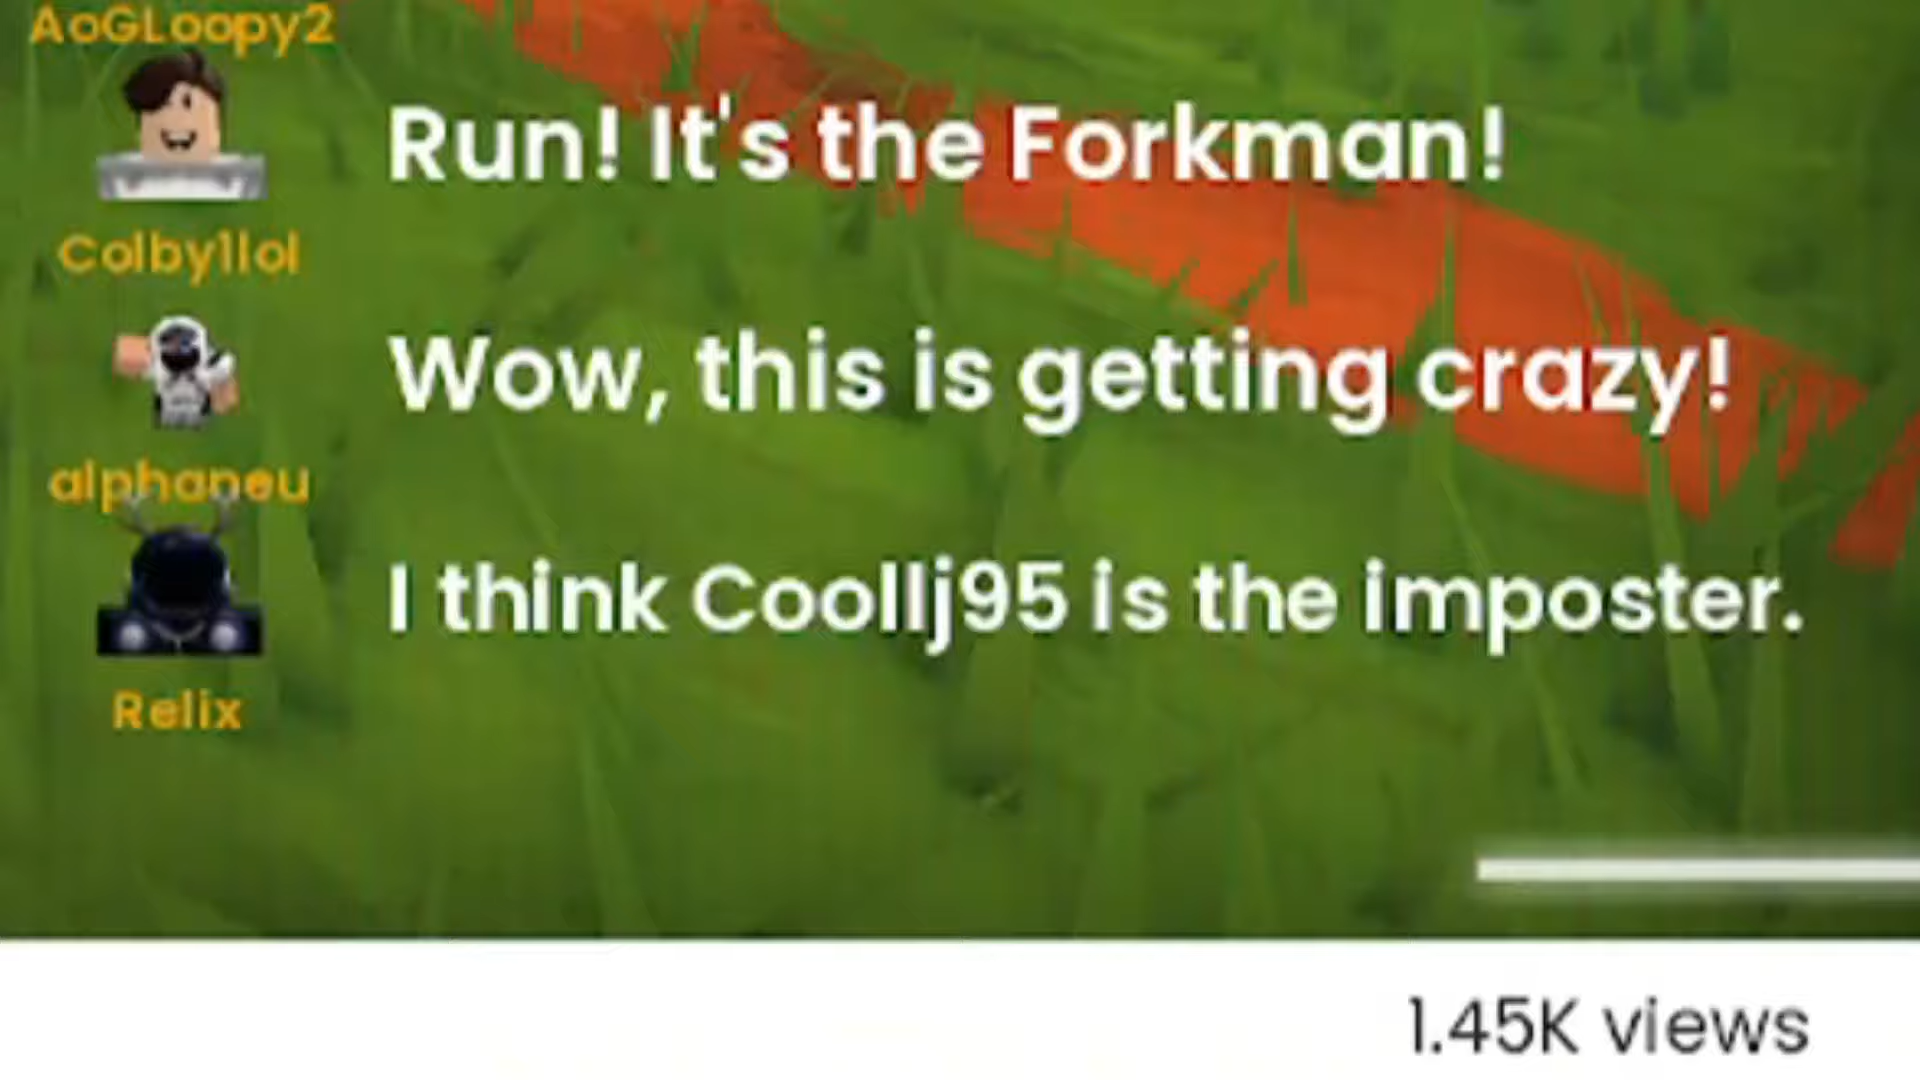 AoGLoopy2
Run! It's the Forkman!
Colby1lol
Wow, this is getting crazy!
alphaneu
I think Coollj95 is the imposter.
Relix
1.45K views